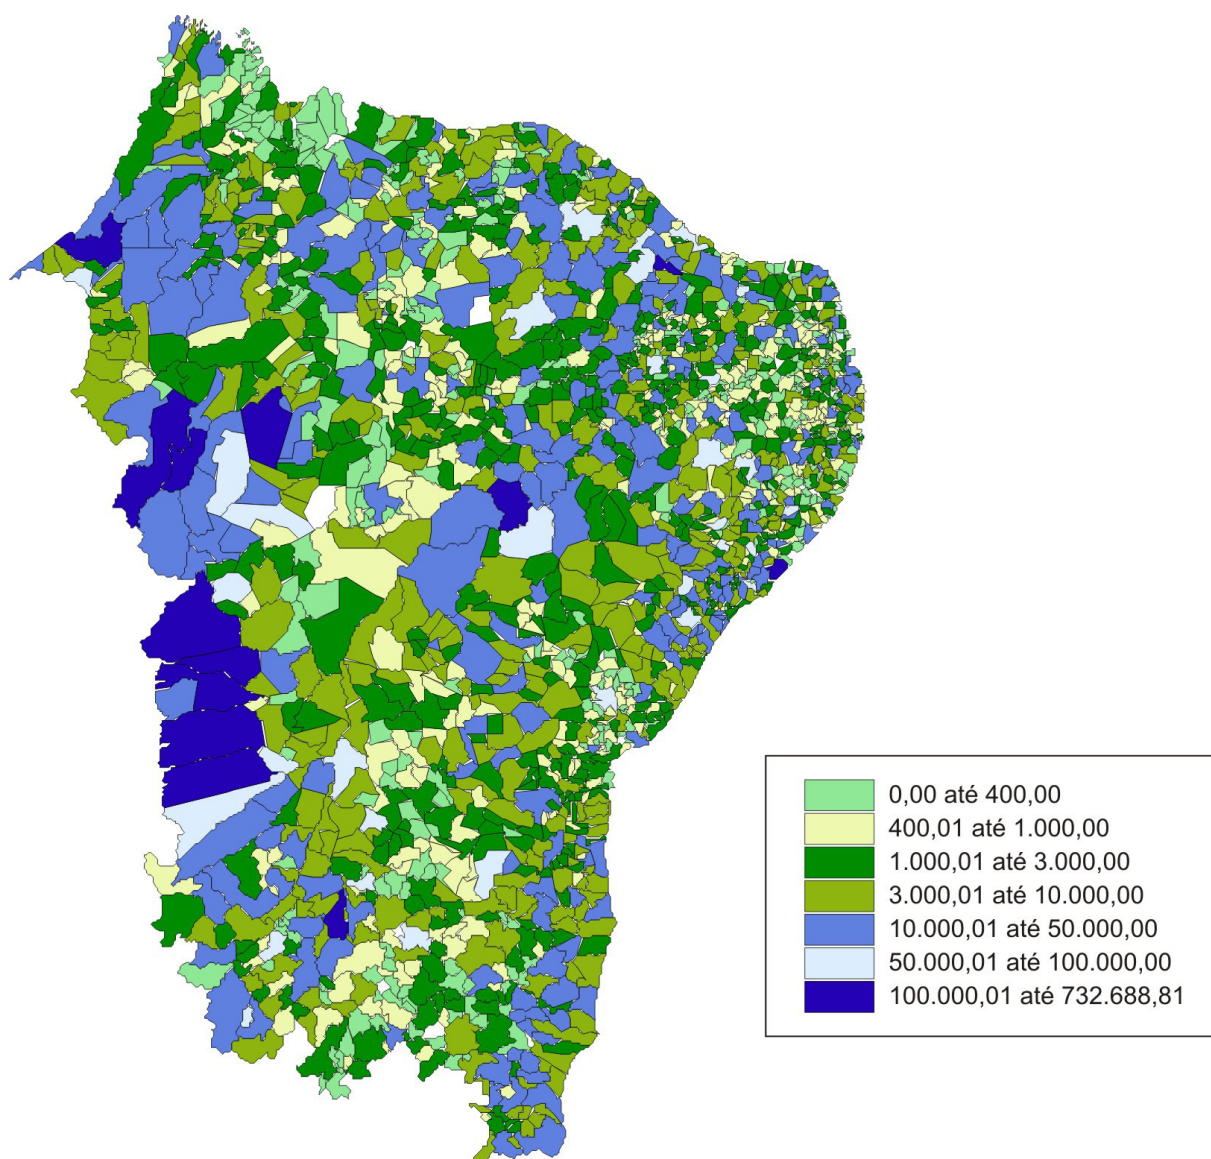 0,00 até 400,00
400,01 até 1.000,00
1.000,01 até 3.000,00
3.000,01 até 10.000,00
10.000,01 até 50.000,00
50.000,01 até 100.000,00
100.000,01 até 732.688,81